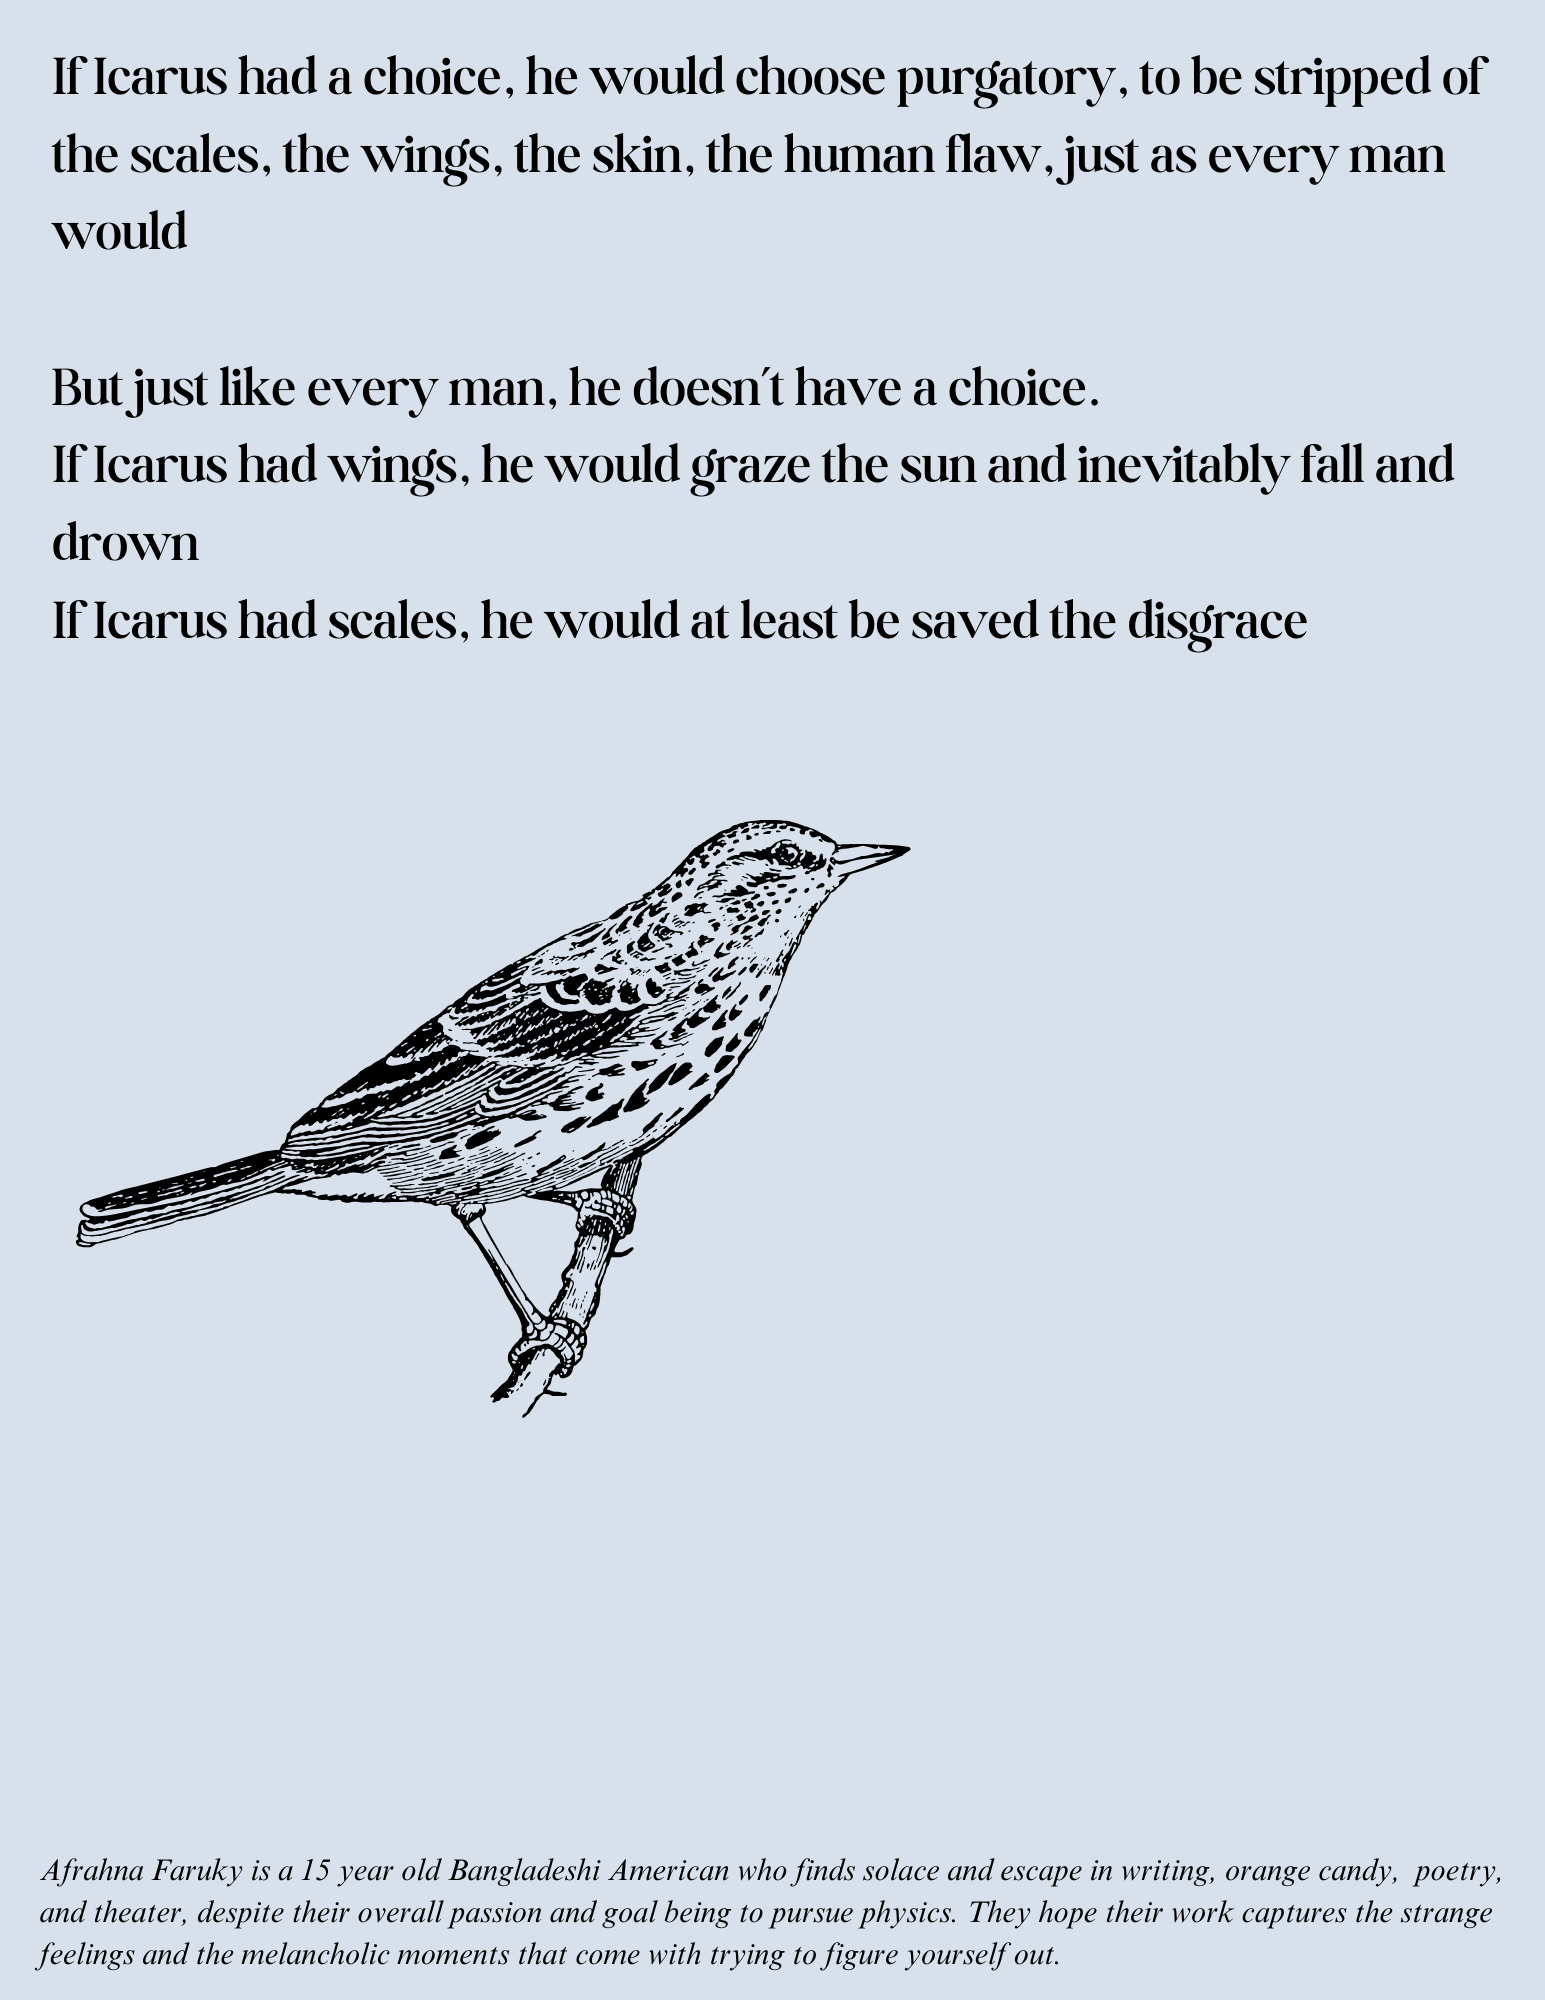 If Icarus had a choice, he would choose purgatory, to be stripped of
the scales, the wings, the skin, the human flaw, just as every man
would
But just like every man, he doesn't have a choice.
If Icarus had wings, he would graze the sun and inevitably fall and
drown
If Icarus had scales, he would at least be saved the disgrace
Afrahna Faruky is a 15 year old Bangladeshi American who finds solace and escape in writing, orange candy, poetry,
and theater, despite their overall passion and goal being to pursue physics. They hope their work captures the strange
feelings and the melancholic moments that come with trying to figure yourself out.